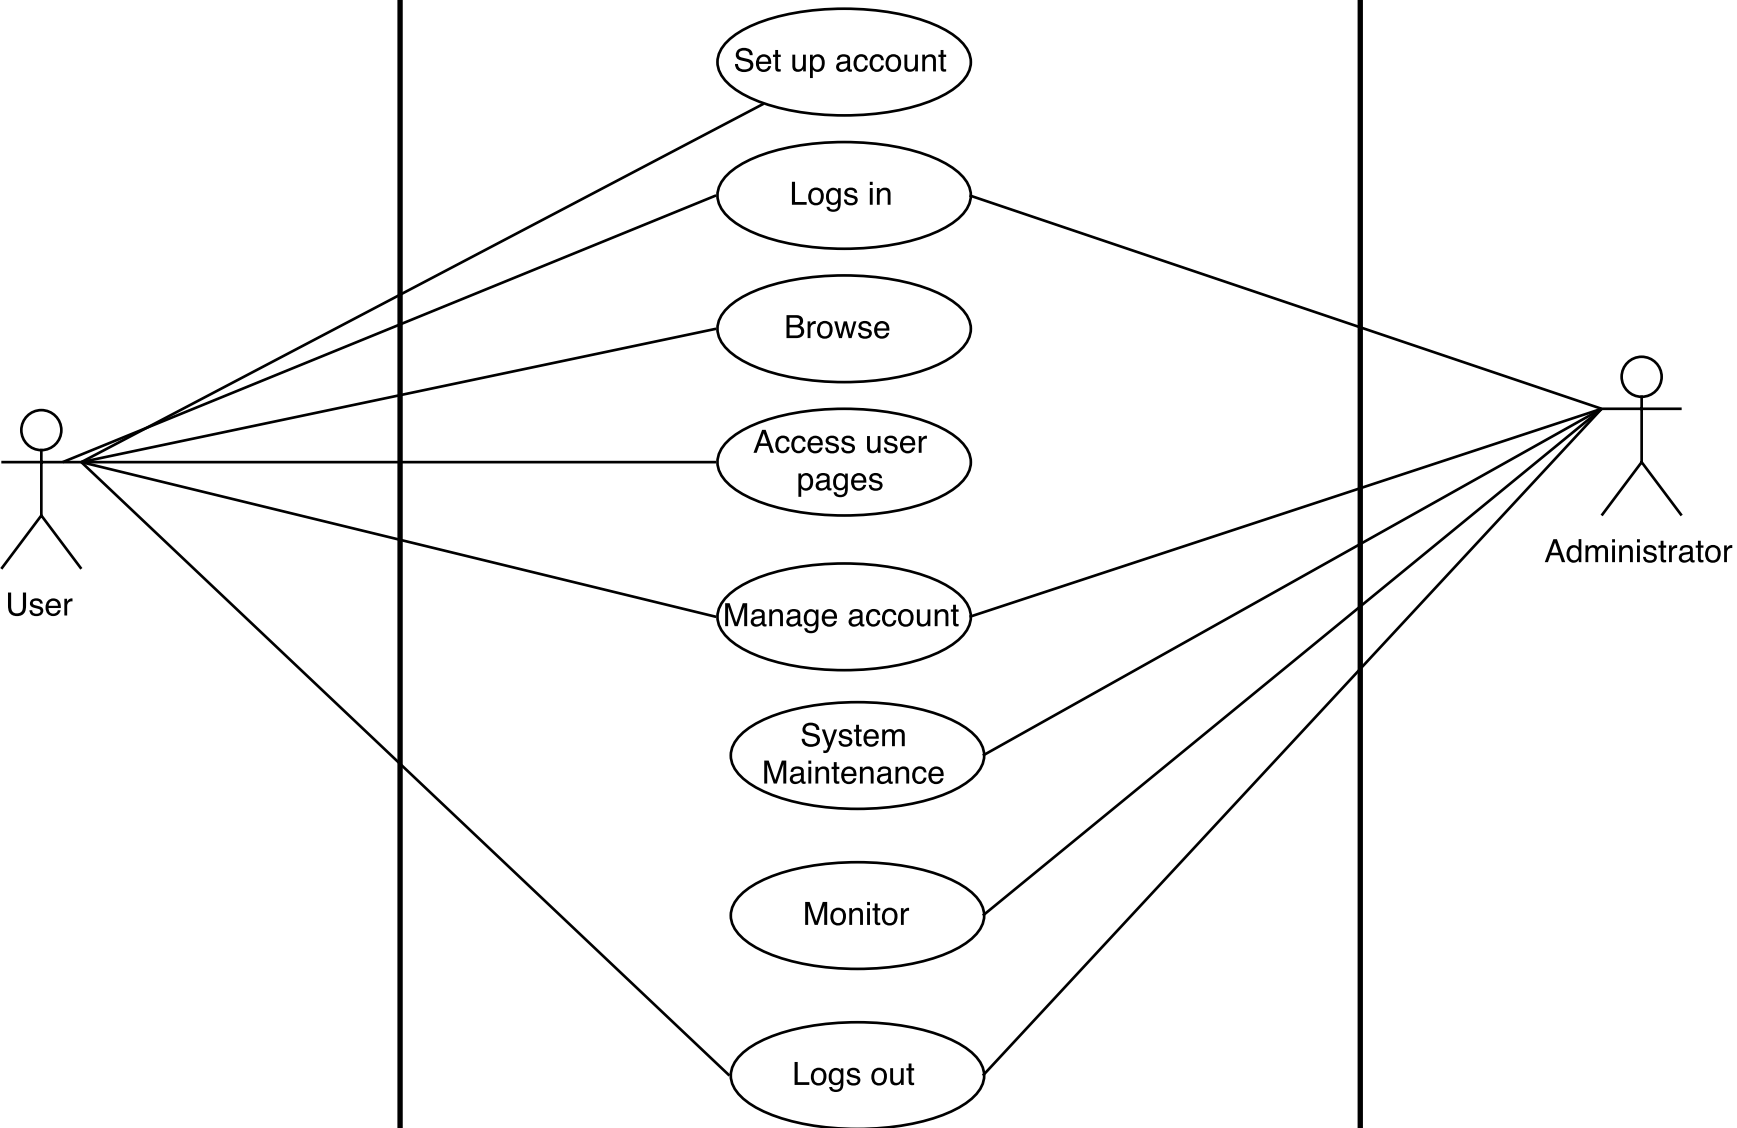 Set up account
Logs in
Browse
Access user
pages
User
Administrator
Manage account
System
Maintenance
Monitor
Logs out